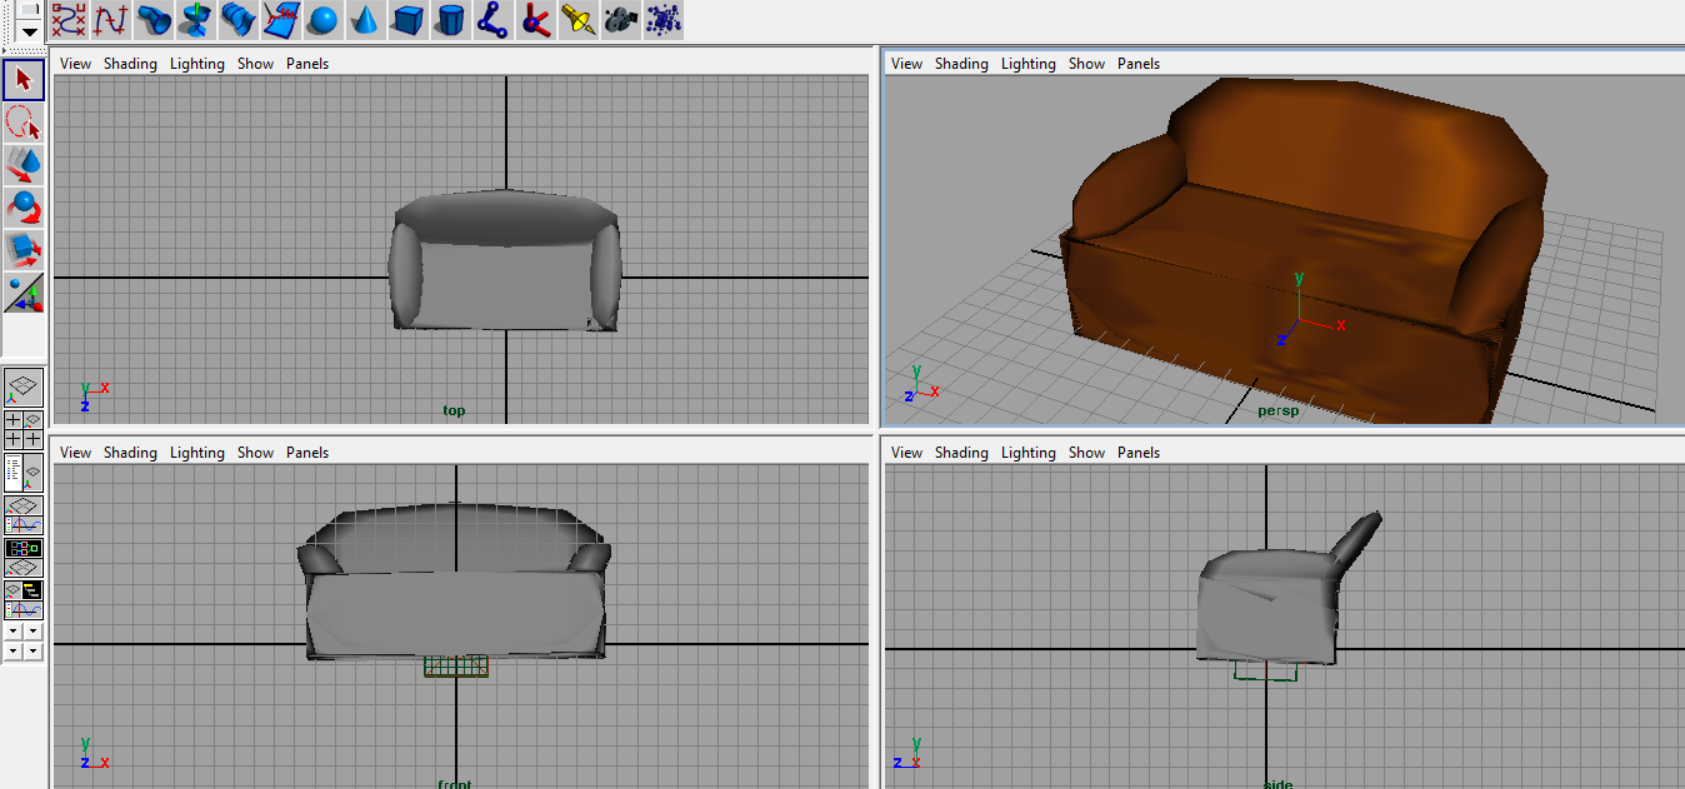 View Shading Lighting Show Panels
View Shading Lighting Show Panels
y x
z
top
y
x
z
y
z x
persp
View Shading Lighting Show Panels
View Shading Lighting Show Panels
y
z x
front
y
z x
side